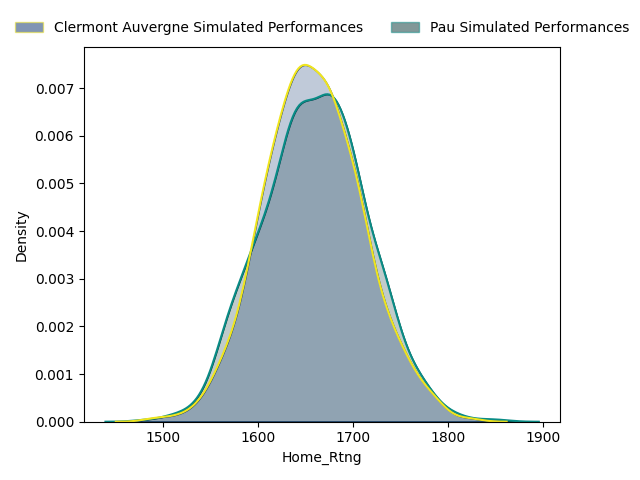 Clermont Auvergne Simulated Performances Pau Simulated Performances
0.007
0.006
0.005
0.004
0.003
0.002
0.001
0.000
Density
1500 1600 1700 1800 1900
Home_Rtng